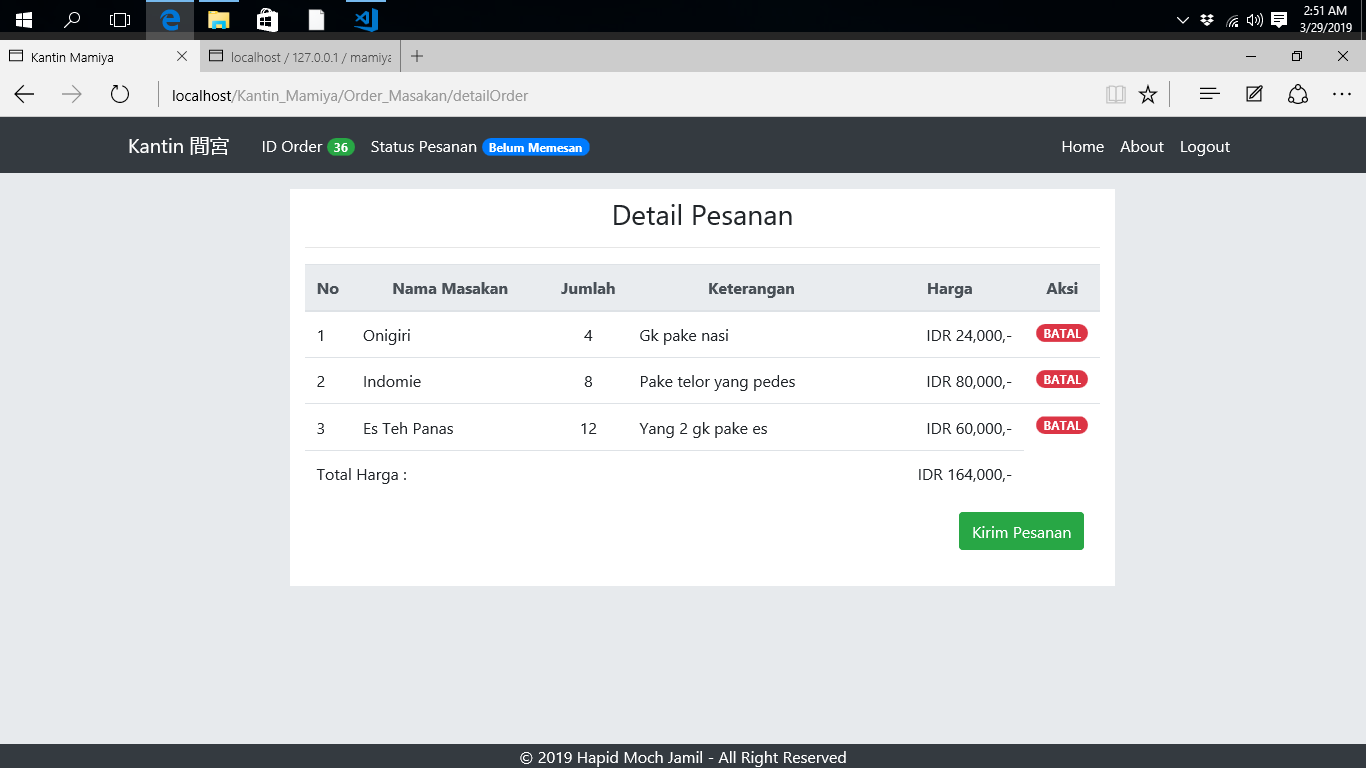 2:51 AM
3/29/2019
Kantin Mamiya
localhost / 127.0.0.1 / mamiya
localhost/Kantin_Mamiya/Order_Masakan/detailOrder
Kantin 間宮 ID Order 36 Status Pesanan Belum Memesan Home About Logout
Detail Pesanan
No Nama Masakan Jumlah Keterangan Harga Aksi
1 Onigiri 4 Gk pake nasi IDR 24,000,- BATAL
2 Indomie 8 Pake telor yang pedes IDR 80,000,- BATAL
3 Es Teh Panas 12 Yang 2 gk pake es IDR 60,000,- BATAL
Total Harga : IDR 164,000,-
Kirim Pesanan
© 2019 Hapid Moch Jamil - All Right Reserved